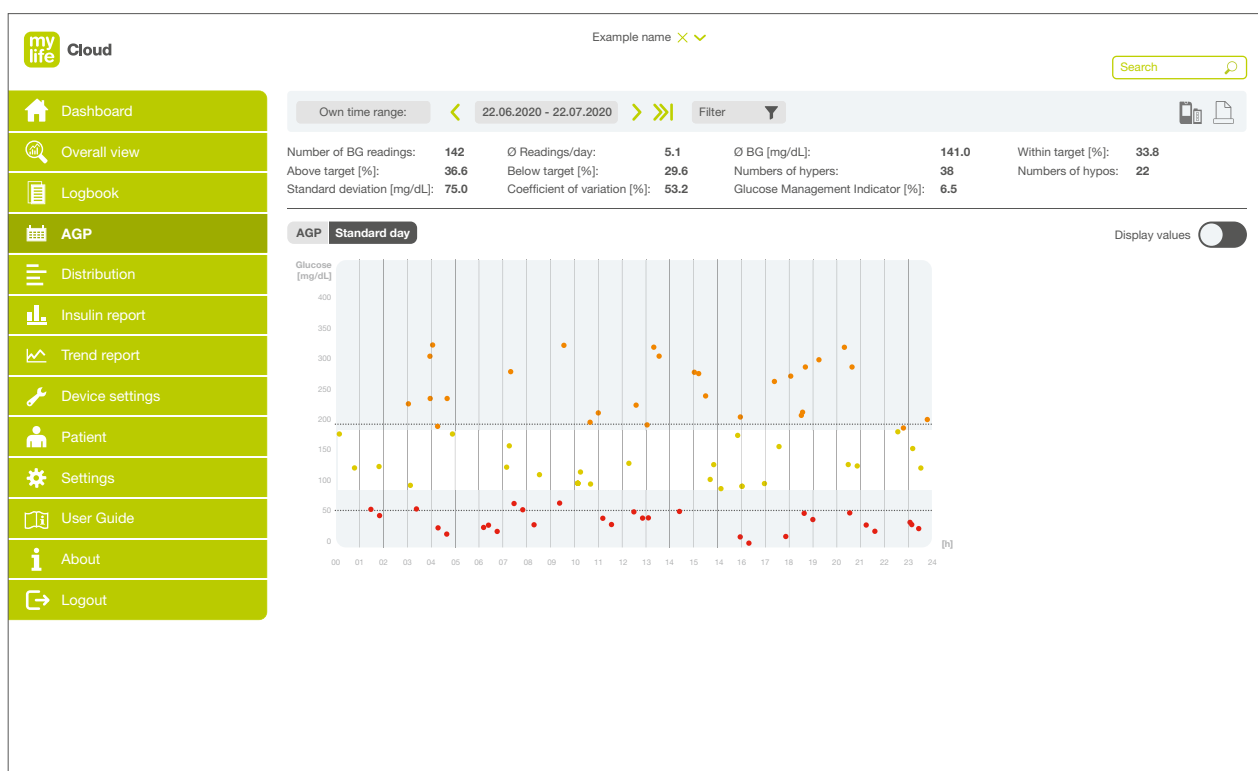 my life Cloud
Example name
Search
Dashboard
Overall view
Logbook
AGP
Distribution
Insulin report
Trend report
Device settings
Patient
Settings
User Guide
About
Logout
Own time range: 22.06.2020 - 22.07.2020 Filter
Number of BG readings: 142 Ø Readings/day: 5.1 Ø BG [mg/dL]: 141.0 Within target [%]: 33.8
Above target [%]: 36.6 Below target [%]: 29.6 Numbers of hypers: 38 Numbers of hypos: 22
Standard deviation [mg/dL]: 75.0 Coefficient of variation [%]: 53.2 Glucose Management Indicator [%]: 6.5
AGP Standard day Display values
Glucose
[mg/dL]
400
350
300
250
200
150
100
50
0
[h]
00 01 02 03 04 05 06 07 08 09 10 11 12 13 14 15 14 16 17 18 19 20 21 22 23 24